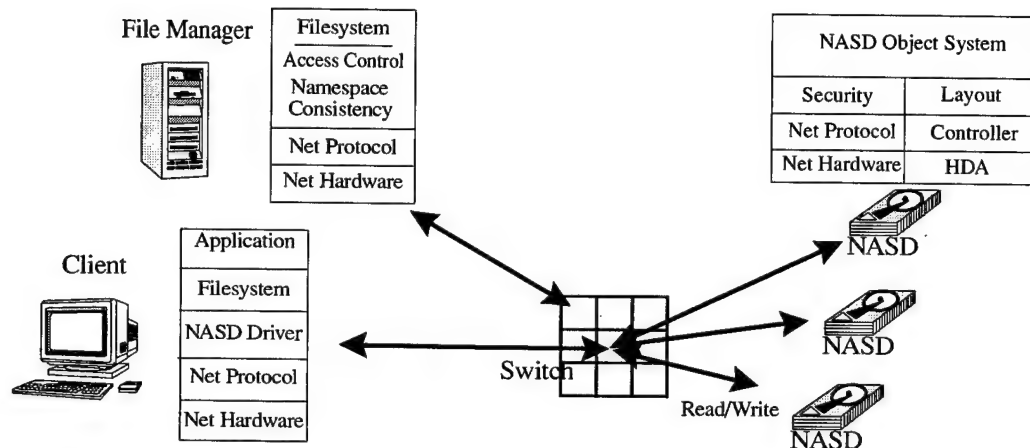 File Manager
Filesystem
Access Control
Namespace
Consistency
Net Protocol
Net Hardware
NASD Object System
Security
Layout
Net Protocol
Controller
Net Hardware
HDA
NASD
NASD
NASD
Client
Application
Filesystem
NASD Driver
Net Protocol
Net Hardware
Switch
Read/Write